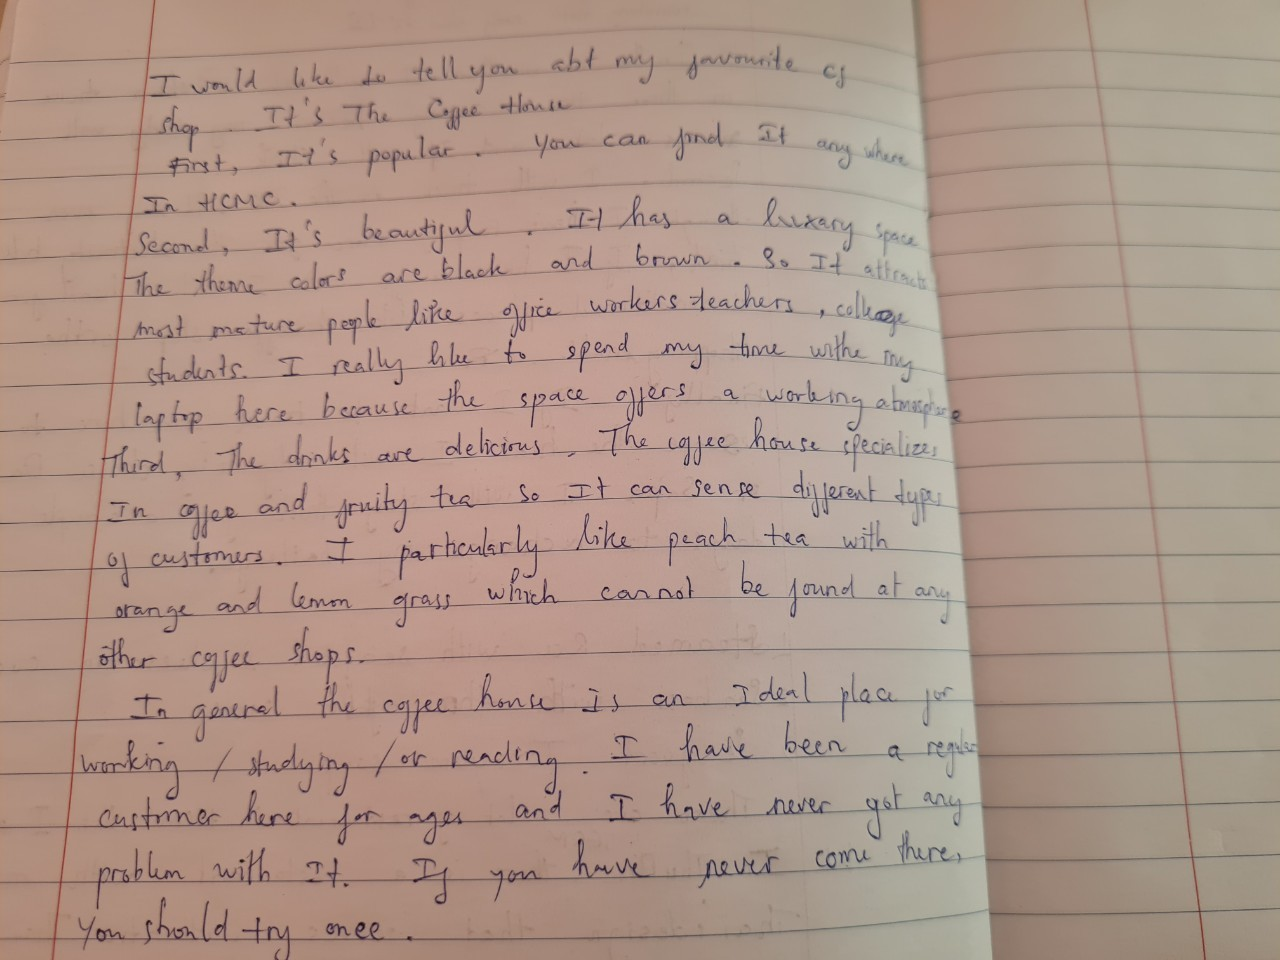 I would like to tell you abt my favourite cf
shop. It's The Coffee House
First, It's popular. You can find It any where
In HCMC.
Second, It's beautiful. It has a luxary space
The theme colors are black and brown. So It attracts
most mature people like office workers teachers, college
students. I really like to spend my time withe my
laptop here because the space offers a working atmosphere
Third, The drinks are delicious. The coffee house specializes
In coffee and fruity tea so It can sense different types
of customers. I particularly like peach tea with
orange and lemon grass which cannot be found at any
other coffee shops.
In general the coffee house Is an Ideal place for
working / studying / or reading. I have been a regular
customer here for ages and I have never got any
problem with It. If you have never come there,
You should try once.